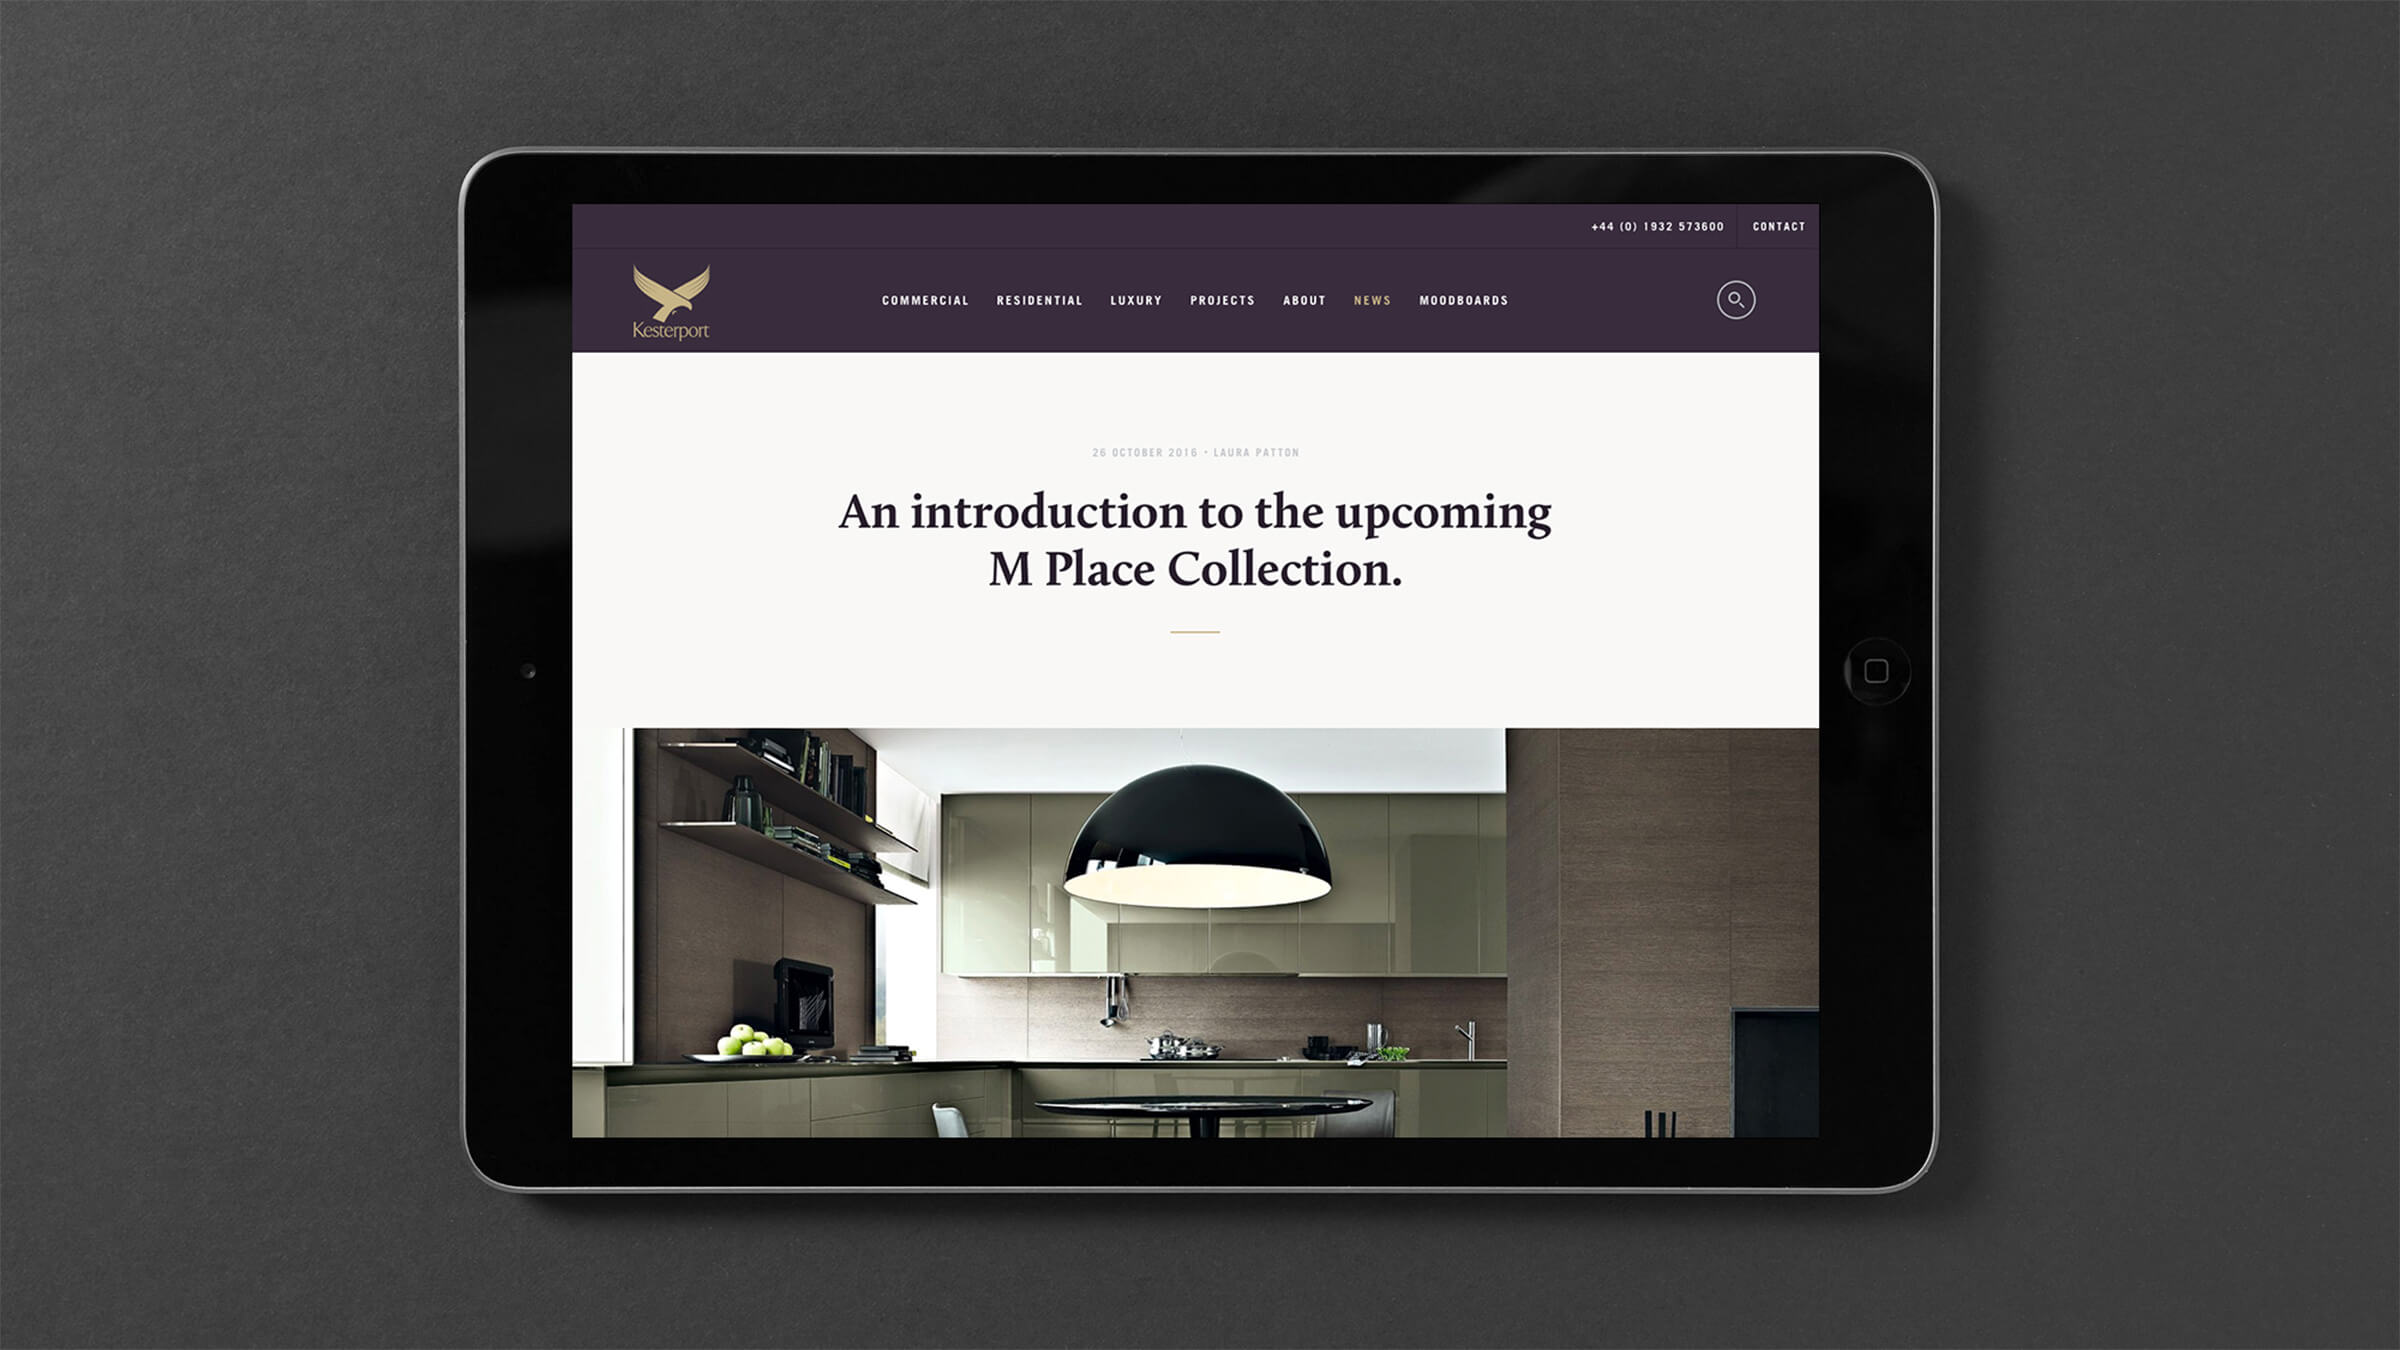 +44 (0) 1932 573600 CONTACT
Kesterport
COMMERCIAL RESIDENTIAL LUXURY PROJECTS ABOUT NEWS MOODBOARDS
26 OCTOBER 2016 • LAURA PATTON
An introduction to the upcoming
M Place Collection.